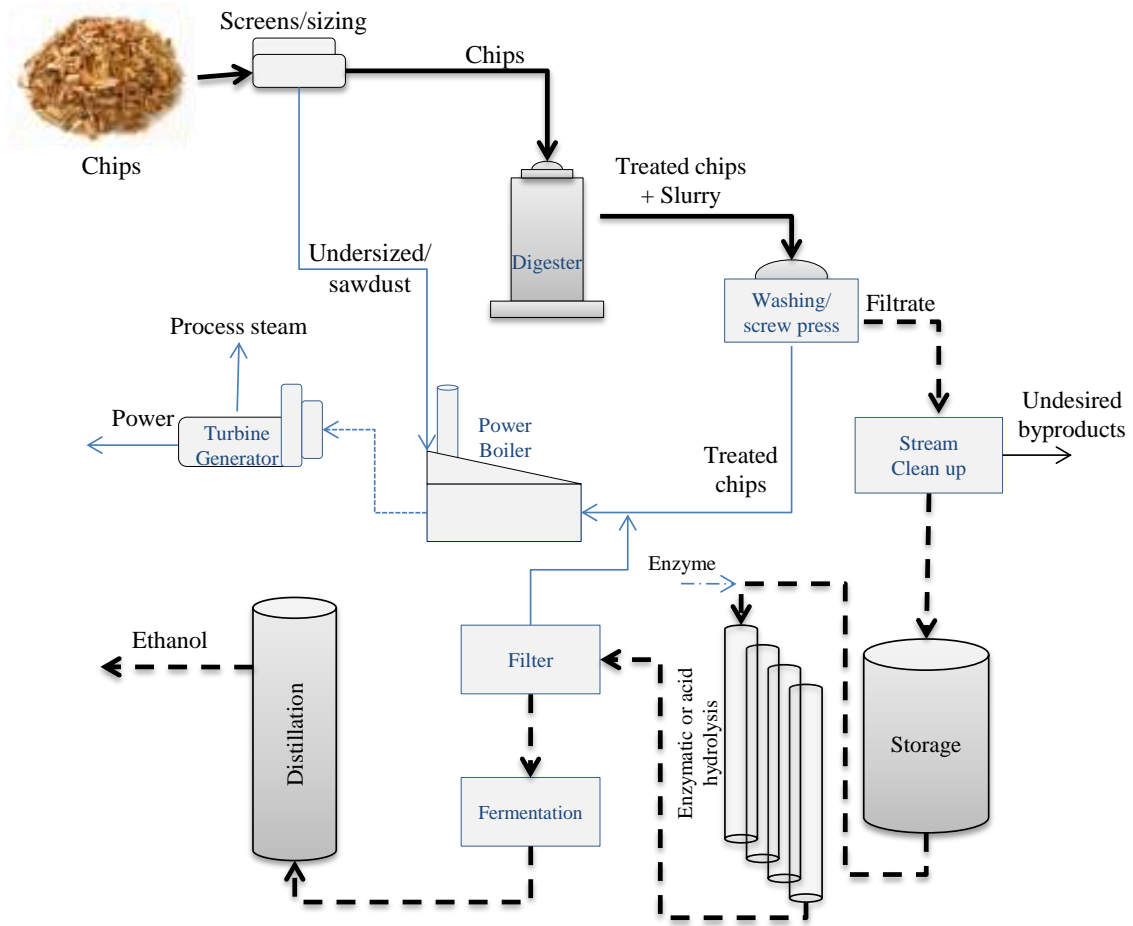 Screens/sizing
Chips
Chips
Treated chips
+ Slurry
Undersized/
sawdust
Digester
Washing/
screw press
Filtrate
Process steam
Power
Turbine
Generator
Power
Boiler
Treated
chips
Stream
Clean up
Undesired
byproducts
Enzyme
Ethanol
Distillation
Filter
Enzymatic or acid
hydrolysis
Storage
Fermentation